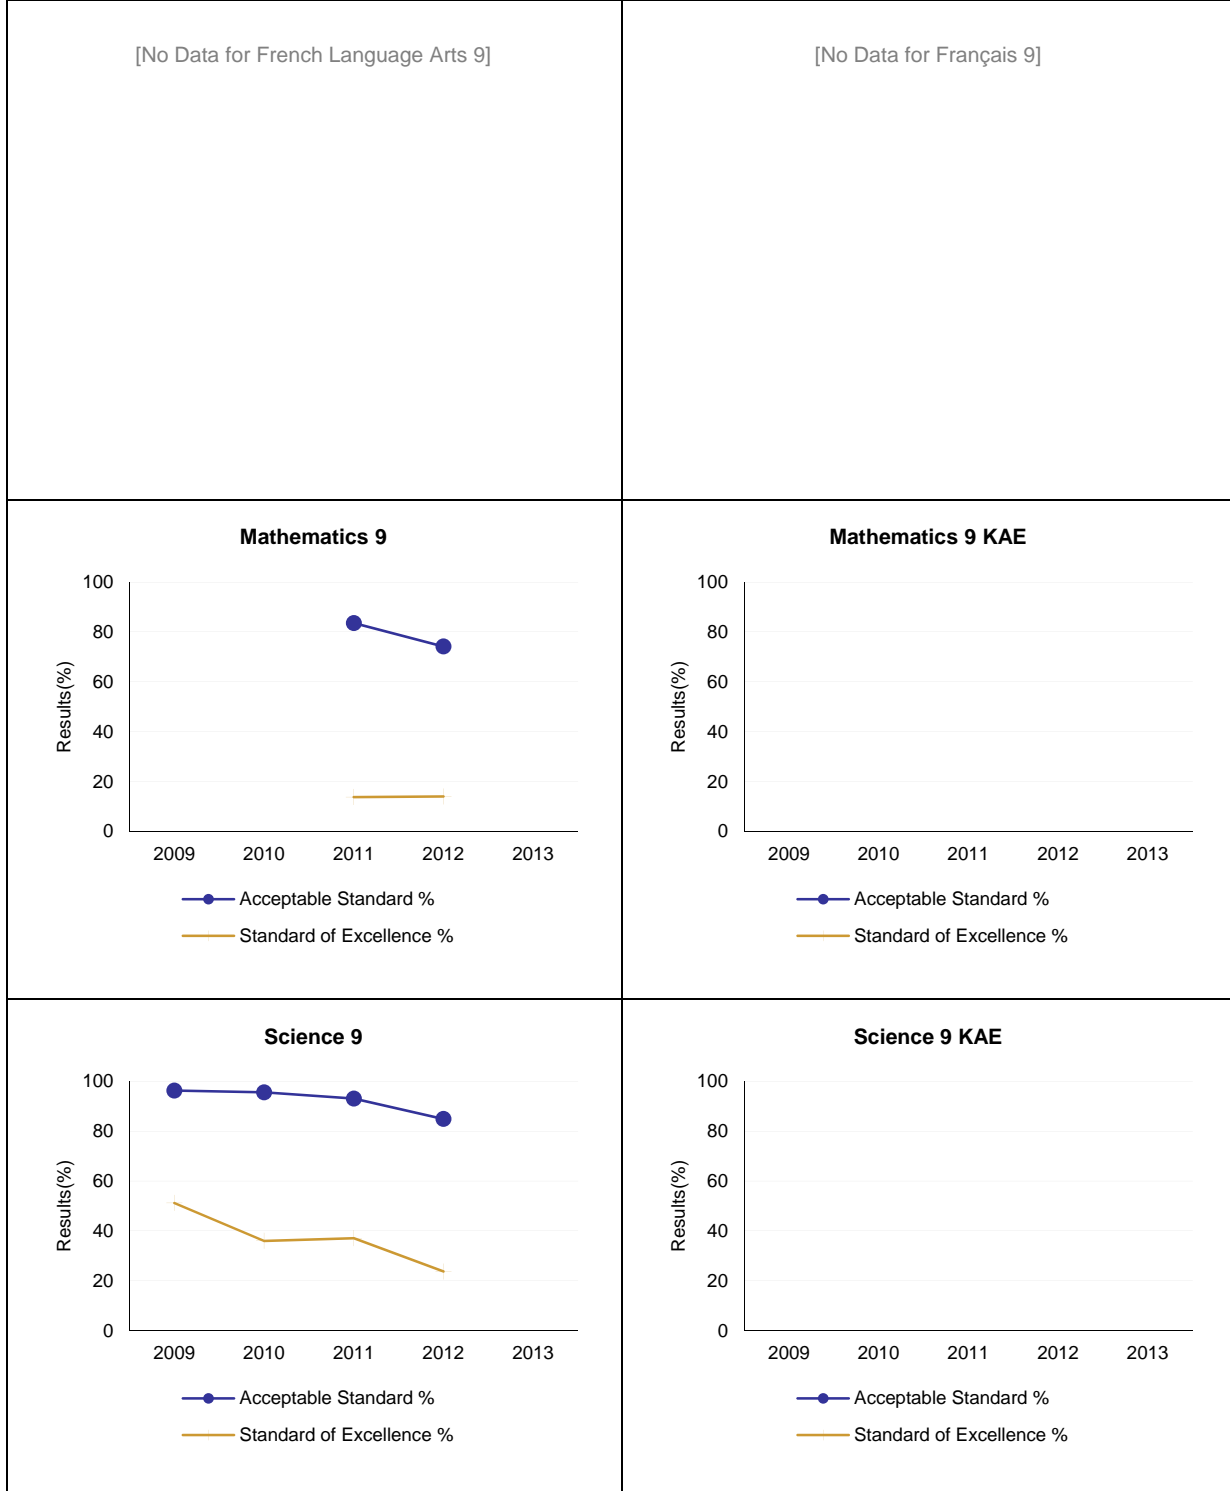 [No Data for French Language Arts 9]
[No Data for Français 9]
Mathematics 9
100
80
60
40
20
0
Results(%)
2009 2010 2011 2012 2013
Acceptable Standard %
Standard of Excellence %
Mathematics 9 KAE
100
80
60
40
20
0
Results(%)
2009 2010 2011 2012 2013
Acceptable Standard %
Standard of Excellence %
Science 9
100
80
60
40
20
0
Results(%)
2009 2010 2011 2012 2013
Acceptable Standard %
Standard of Excellence %
Science 9 KAE
100
80
60
40
20
0
Results(%)
2009 2010 2011 2012 2013
Acceptable Standard %
Standard of Excellence %